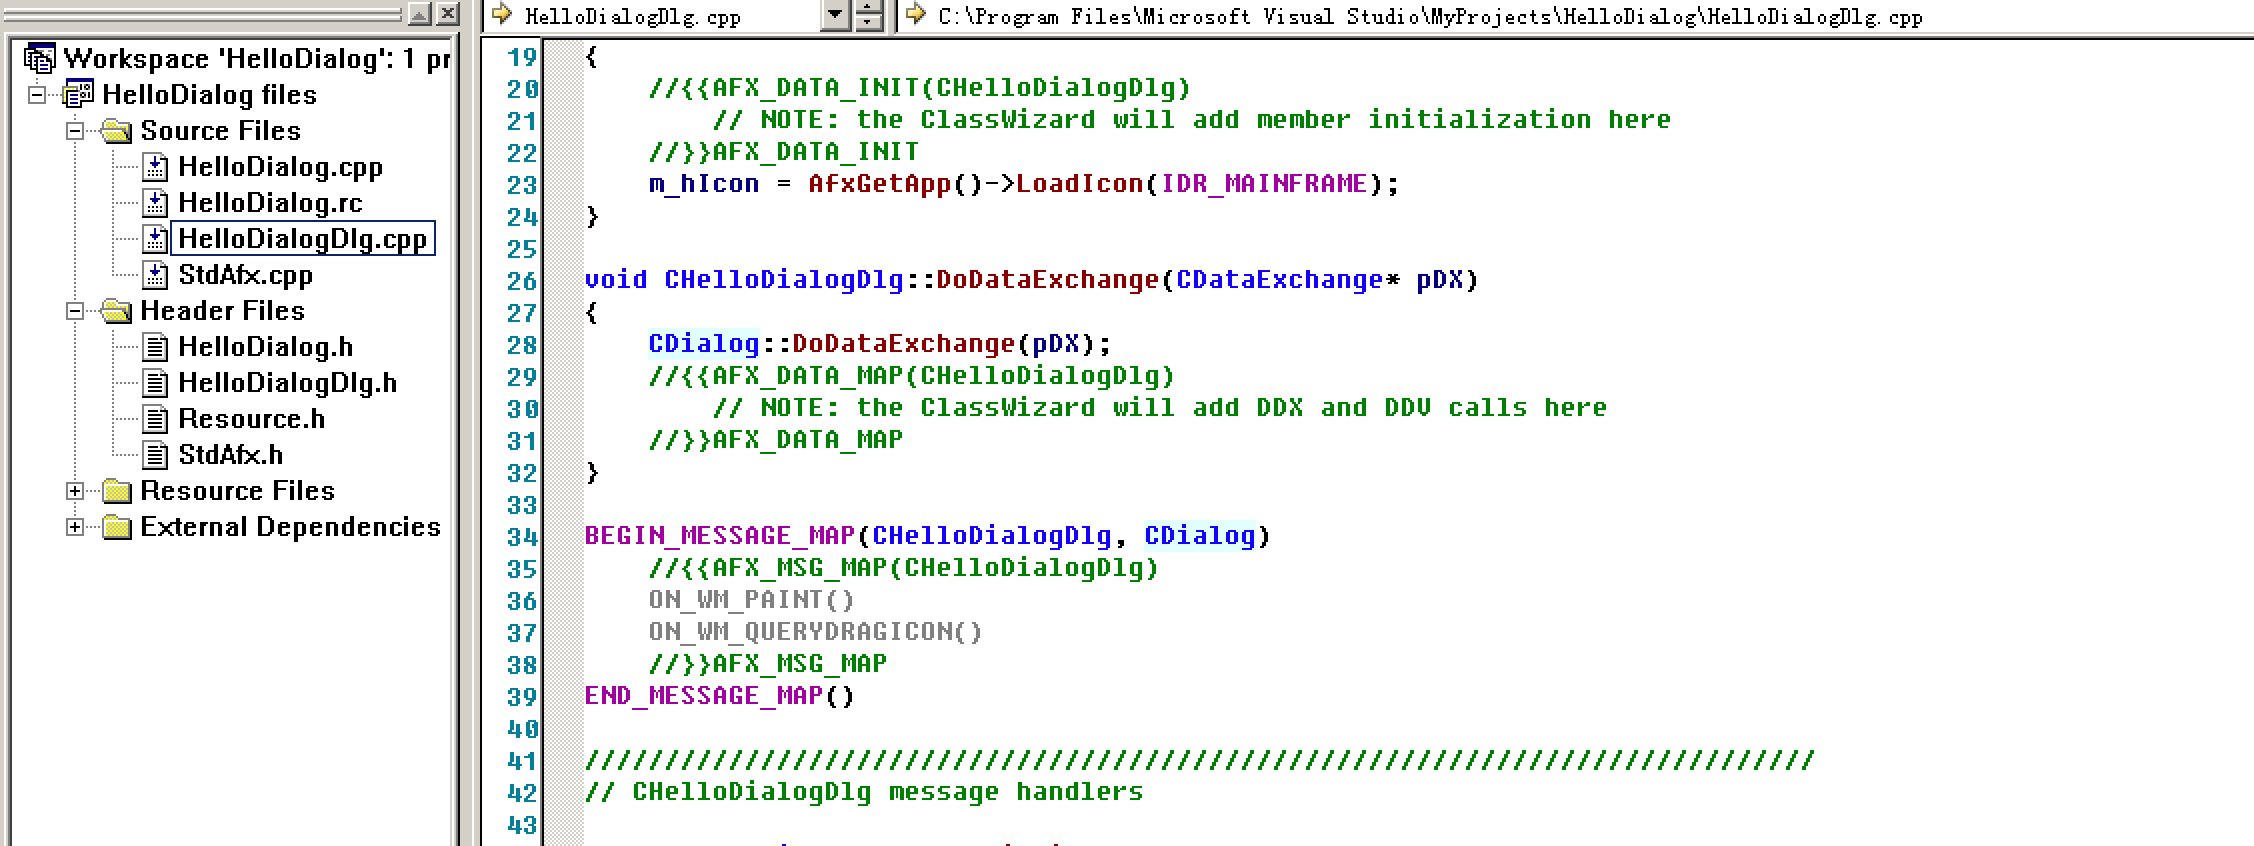 Workspace 'HelloDialog': 1 pr
HelloDialog files
Source Files
HelloDialog.cpp
HelloDialog.rc
HelloDialogDlg.cpp
StdAfx.cpp
Header Files
HelloDialog.h
HelloDialogDlg.h
Resource.h
StdAfx.h
Resource Files
External Dependencies
HelloDialogDlg.cpp
C:\Program Files\Microsoft Visual Studio\MyProjects\HelloDialog\HelloDialogDlg.cpp
19 {
20     //{{AFX_DATA_INIT(CHelloDialogDlg)
21         // NOTE: the ClassWizard will add member initialization here
22     //}}AFX_DATA_INIT
23     m_hIcon = AfxGetApp()->LoadIcon(IDR_MAINFRAME);
24 }
25
26 void CHelloDialogDlg::DoDataExchange(CDataExchange* pDX)
27 {
28     CDialog::DoDataExchange(pDX);
29     //{{AFX_DATA_MAP(CHelloDialogDlg)
30         // NOTE: the ClassWizard will add DDX and DDV calls here
31     //}}AFX_DATA_MAP
32 }
33
34 BEGIN_MESSAGE_MAP(CHelloDialogDlg, CDialog)
35     //{{AFX_MSG_MAP(CHelloDialogDlg)
36     ON_WM_PAINT()
37     ON_WM_QUERYDRAGICON()
38     //}}AFX_MSG_MAP
39 END_MESSAGE_MAP()
40
41 /////////////////////////////////////////////////////////////////////////////
42 // CHelloDialogDlg message handlers
43